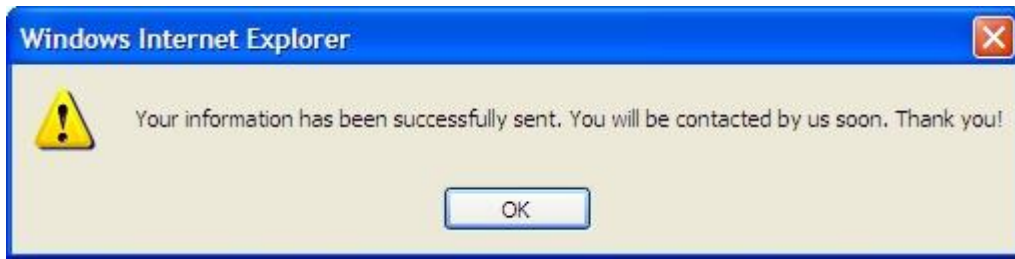 Windows Internet Explorer
Your information has been successfully sent. You will be contacted by us soon. Thank you!
OK